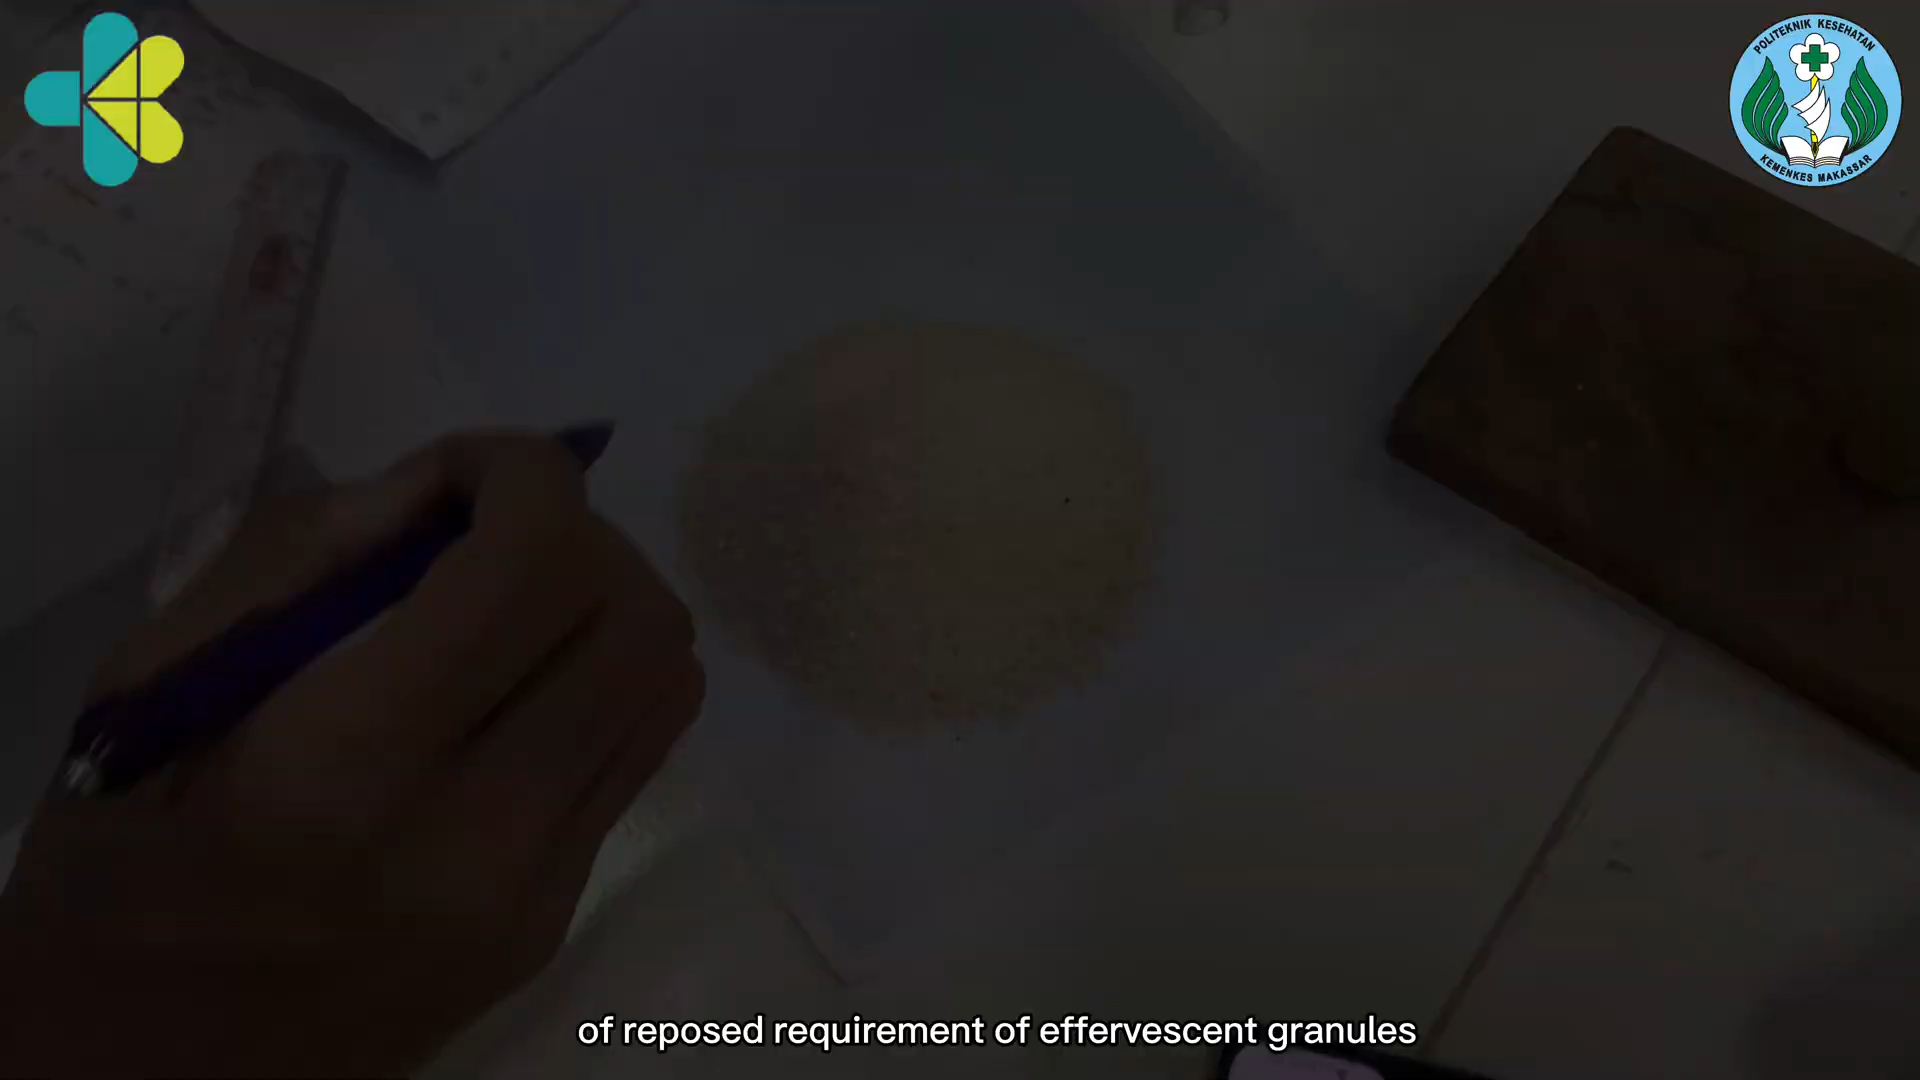 POLITEKNIK KESEHATAN
KEMENKES MAKASSAR
of reposed requirement of effervescent granules